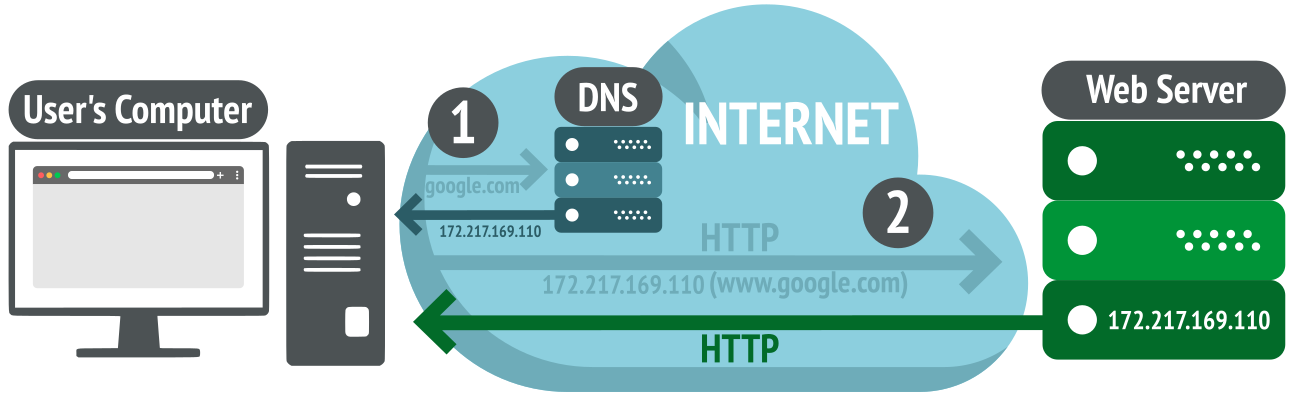 User's Computer
1
DNS
INTERNET
Web Server
google.com
172.217.169.110
2
HTTP
172.217.169.110 (www.google.com)
172.217.169.110
HTTP